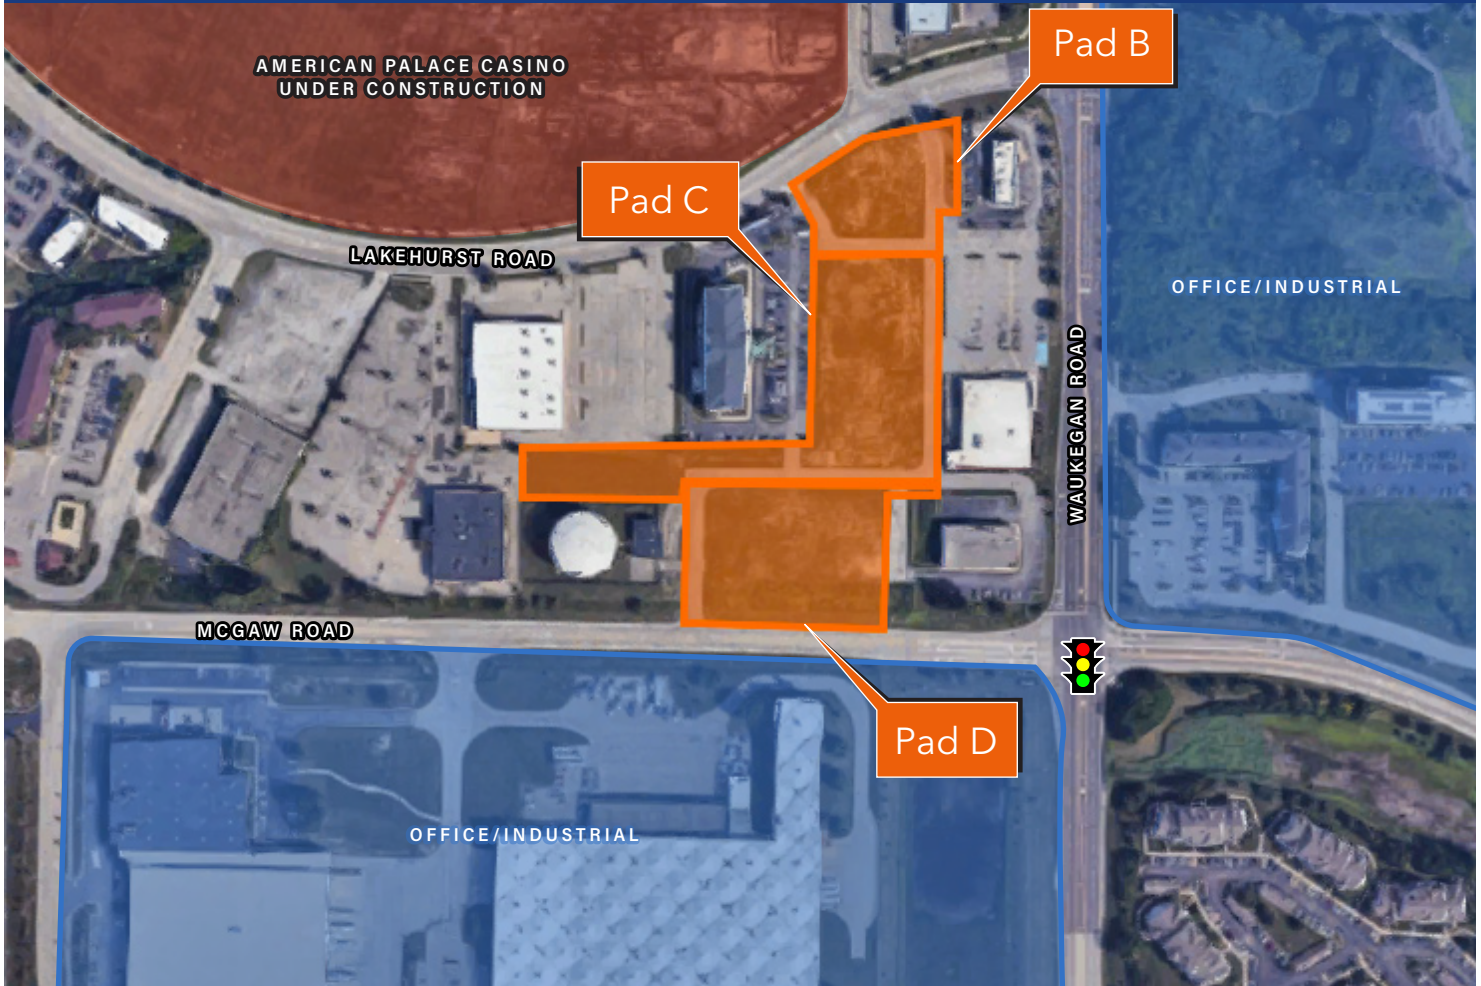 Pad B
AMERICAN PALACE CASINO
UNDER CONSTRUCTION
Pad C
LAKEHURST ROAD
OFFICE/INDUSTRIAL
WAUKEGAN ROAD
MCGAW ROAD
Pad D
OFFICE/INDUSTRIAL